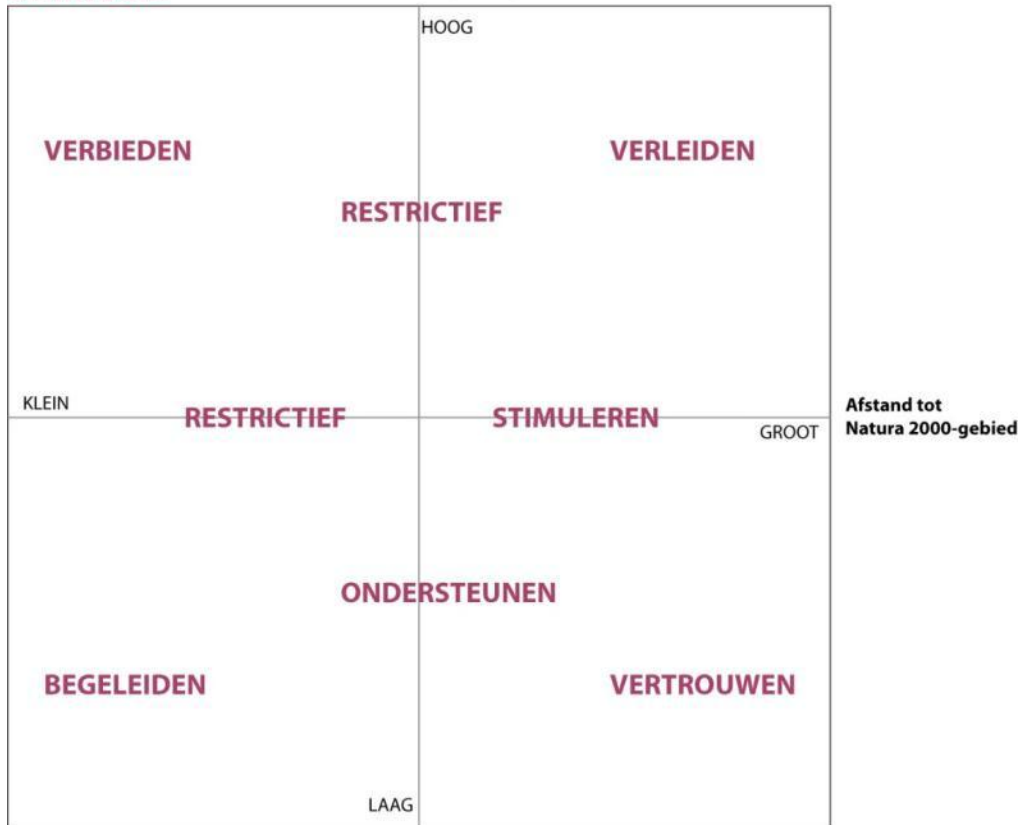 HOOG
VERBIEDEN
VERLEIDEN
RESTRICTIEF
KLEIN
RESTRICTIEF
STIMULEREN
GROOT
Afstand tot
Natura 2000-gebied
ONDERSTEUNEN
BEGELEIDEN
VERTROUWEN
LAAG